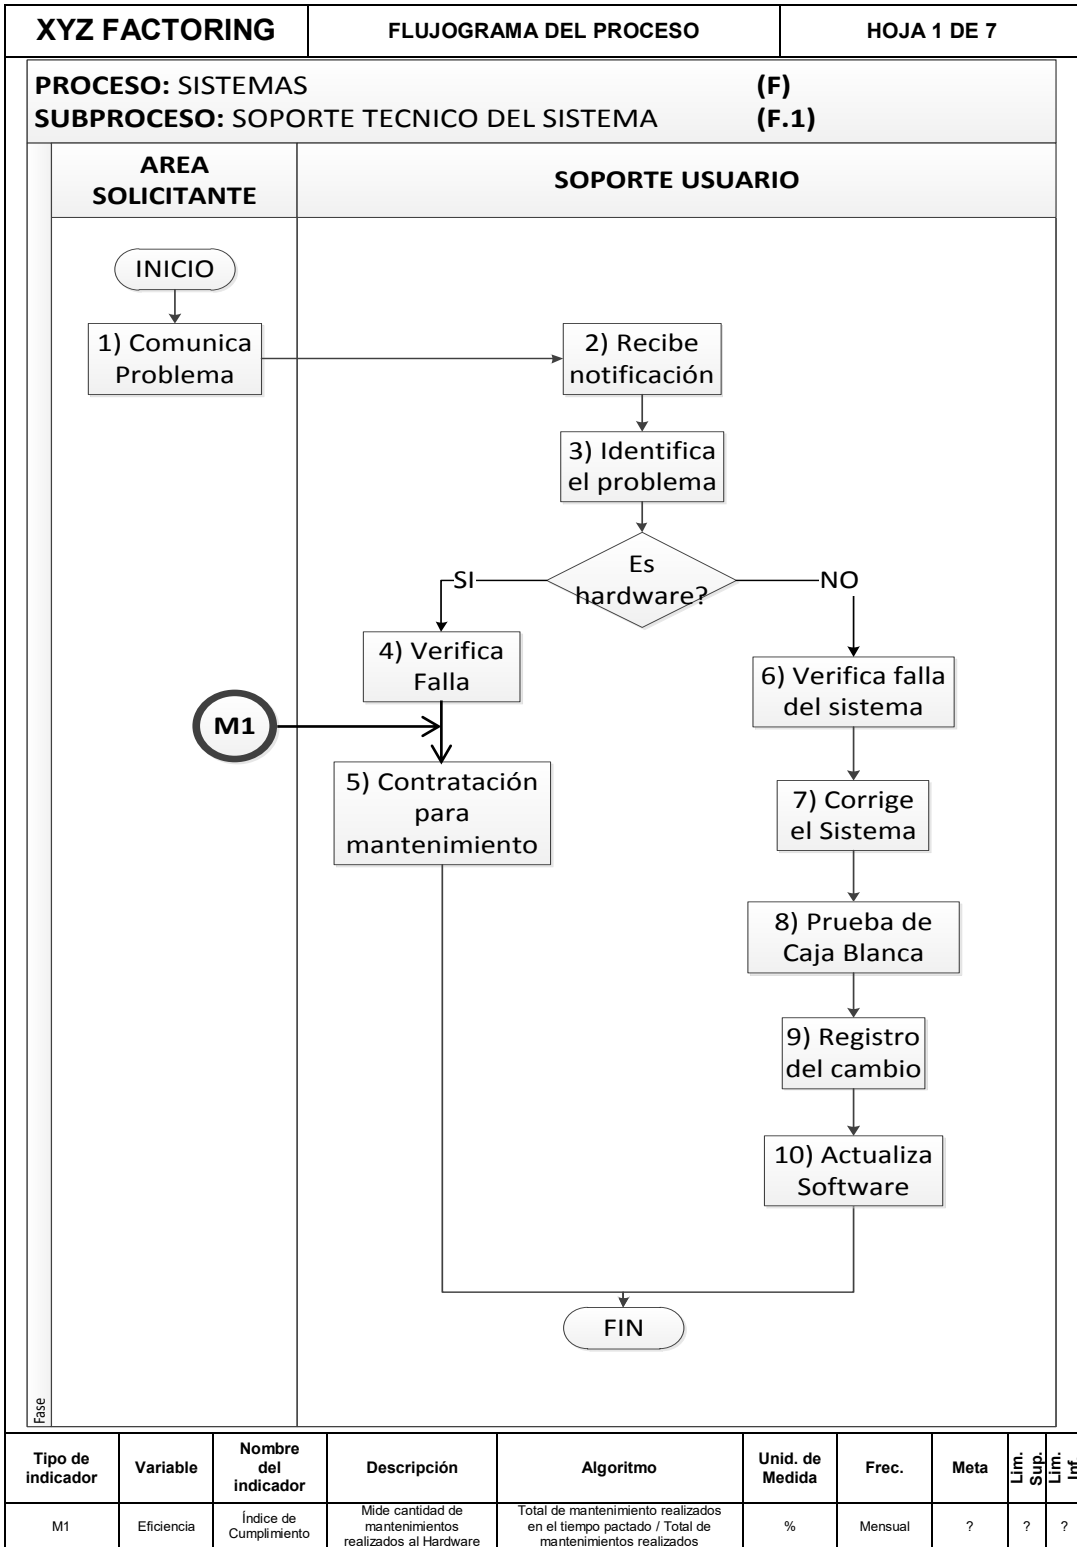 XYZ FACTORING
FLUJOGRAMA DEL PROCESO
HOJA 1 DE 7
PROCESO: SISTEMAS (F)
SUBPROCESO: SOPORTE TECNICO DEL SISTEMA (F.1)
AREA
SOLICITANTE
SOPORTE USUARIO
INICIO
1) Comunica
Problema
2) Recibe
notificación
3) Identifica
el problema
Es
hardware?
SI
NO
4) Verifica
Falla
6) Verifica falla
del sistema
M1
5) Contratación
para
mantenimiento
7) Corrige
el Sistema
8) Prueba de
Caja Blanca
9) Registro
del cambio
10) Actualiza
Software
FIN
Fase
Tipo de
indicador
Variable
Nombre
del
indicador
Descripción
Algoritmo
Unid. de
Medida
Frec.
Meta
Lim.
Sup.
Lim.
Inf
M1
Eficiencia
Índice de
Cumplimiento
Mide cantidad de
mantenimientos
realizados al Hardware
Total de mantenimiento realizados
en el tiempo pactado / Total de
mantenimientos realizados
%
Mensual
?
?
?